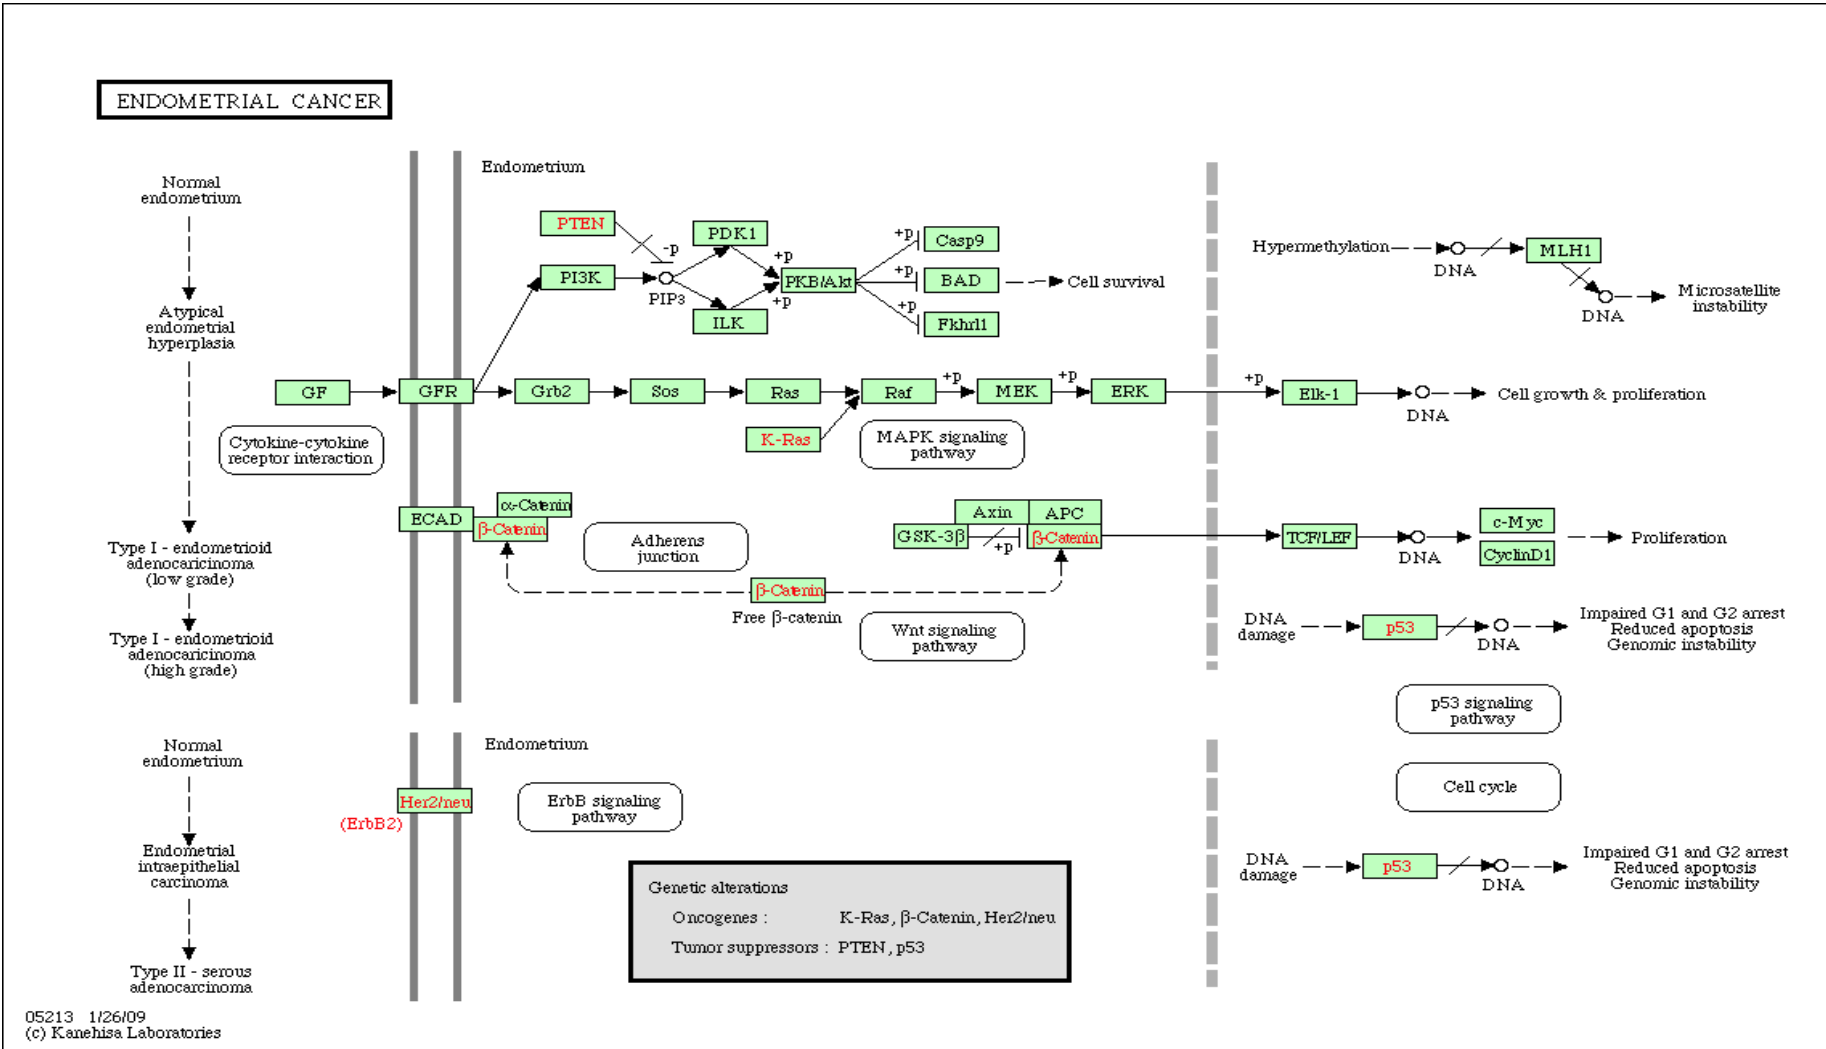 ENDOMETRIAL CANCER
Normal
endometrium
Atypical
endometrial
hyperplasia
Type I - endometrioid
adenocaricinoma
(low grade)
Type I - endometrioid
adenocaricinoma
(high grade)
Endometrium
PTEN
-p
PI3K
PIP3
PDK1
ILK
+p
+p
PKB/Akt
+p
+p
+p
Casp9
BAD
Fkhrl1
Cell survival
Hypermethylation
DNA
MLH1
DNA
Microsatellite
instability
GF
GFR
Grb2
Sos
Ras
Raf
+p
MEK
+p
ERK
+p
Elk-1
DNA
Cell growth & proliferation
K-Ras
Cytokine-cytokine
receptor interaction
MAPK signaling
pathway
ECAD
α-Catenin
β-Catenin
Adherens
junction
Axin
APC
GSK-3β
+p
β-Catenin
TCF/LEF
DNA
c-Myc
CyclinD1
Proliferation
β-Catenin
Free β-catenin
Wnt signaling
pathway
DNA
damage
p53
DNA
Impaired G1 and G2 arrest
Reduced apoptosis
Genomic instability
p53 signaling
pathway
Cell cycle
Normal
endometrium
Endometrial
intraepithelial
carcinoma
Type II - serous
adenocarcinoma
Endometrium
Her2/neu
(ErbB2)
ErbB signaling
pathway
DNA
damage
p53
DNA
Impaired G1 and G2 arrest
Reduced apoptosis
Genomic instability
Genetic alterations
Oncogenes : K-Ras, β-Catenin, Her2/neu
Tumor suppressors : PTEN, p53
05213 1/26/09
(c) Kanehisa Laboratories